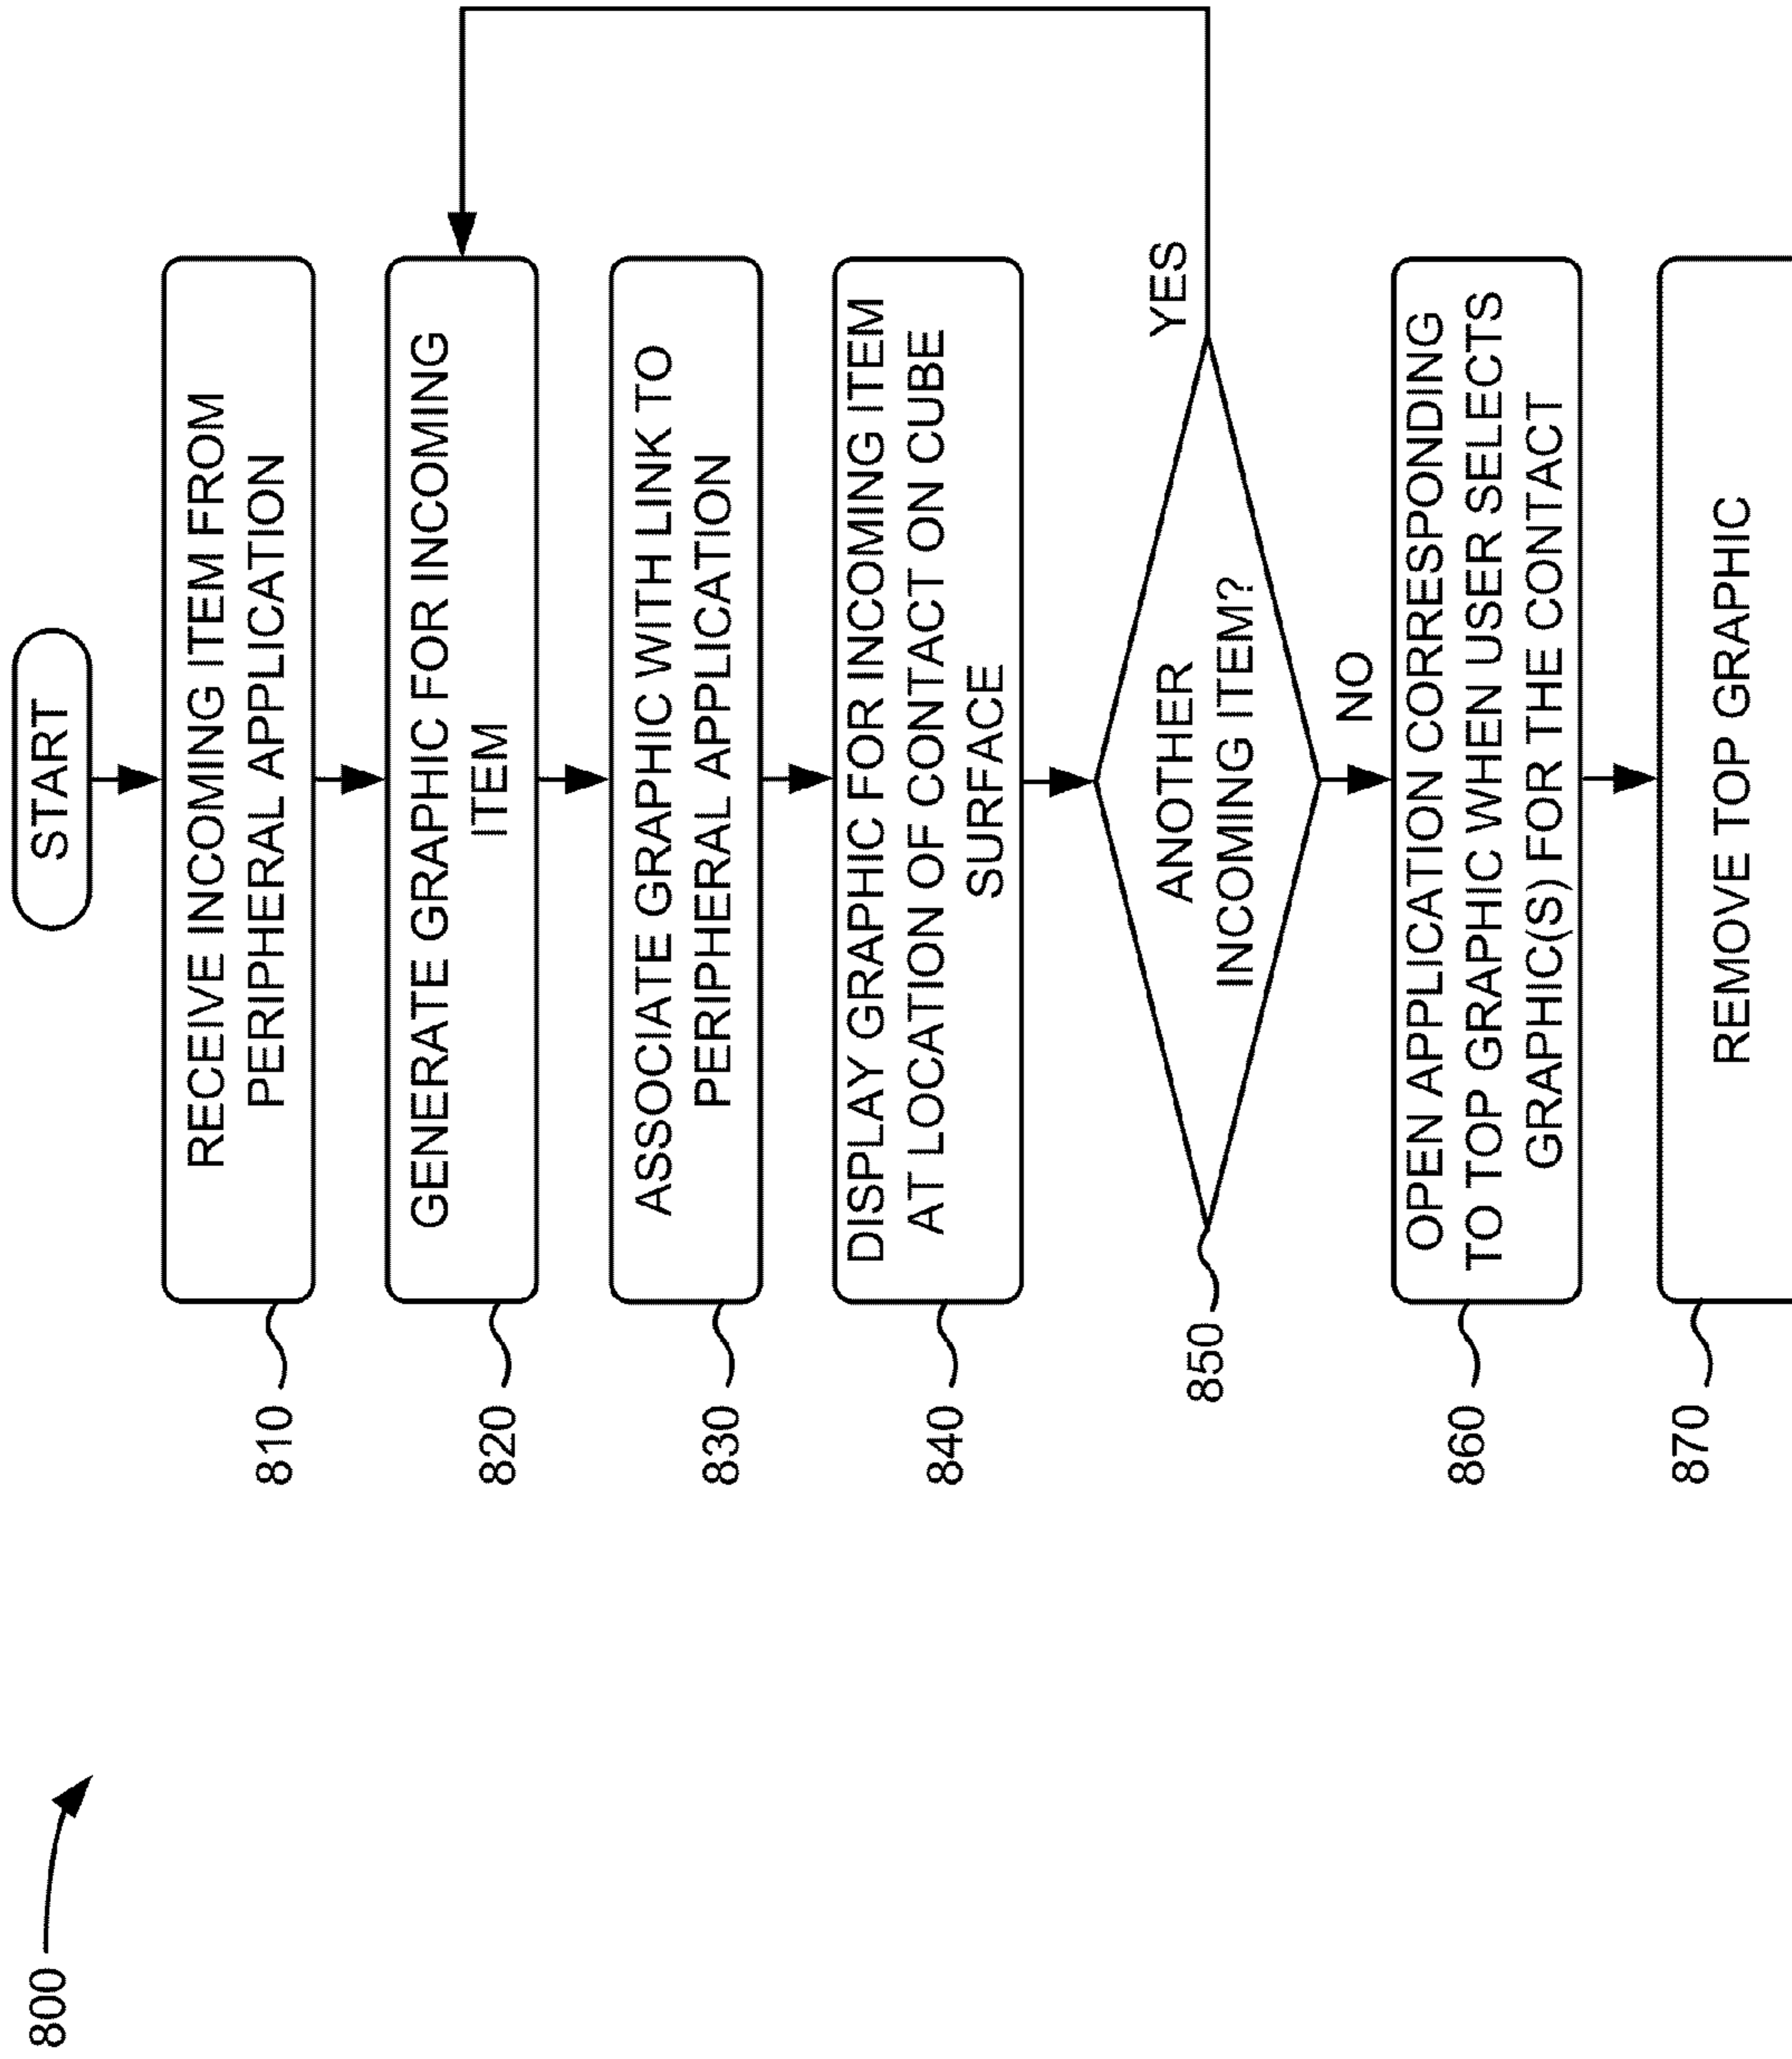 800
START
810
RECEIVE INCOMING ITEM FROM
PERIPHERAL APPLICATION
820
GENERATE GRAPHIC FOR INCOMING
ITEM
830
ASSOCIATE GRAPHIC WITH LINK TO
PERIPHERAL APPLICATION
840
DISPLAY GRAPHIC FOR INCOMING ITEM
AT LOCATION OF CONTACT ON CUBE
SURFACE
850
ANOTHER
INCOMING ITEM?
YES
NO
860
OPEN APPLICATION CORRESPONDING
TO TOP GRAPHIC WHEN USER SELECTS
GRAPHIC(S) FOR THE CONTACT
870
REMOVE TOP GRAPHIC